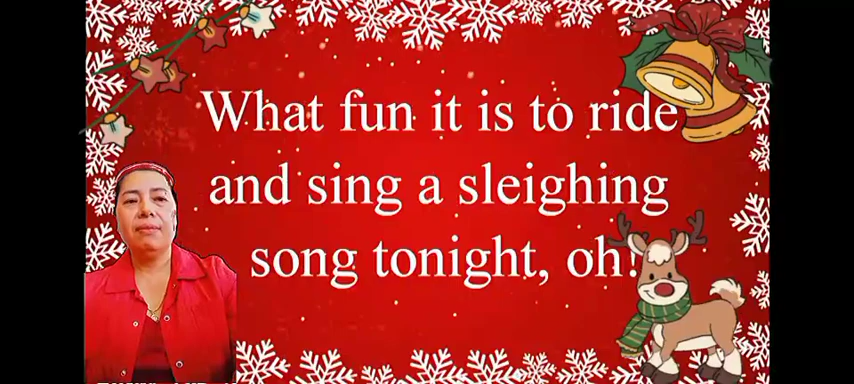 What fun it is to ride
and sing a sleighing
song tonight, oh!